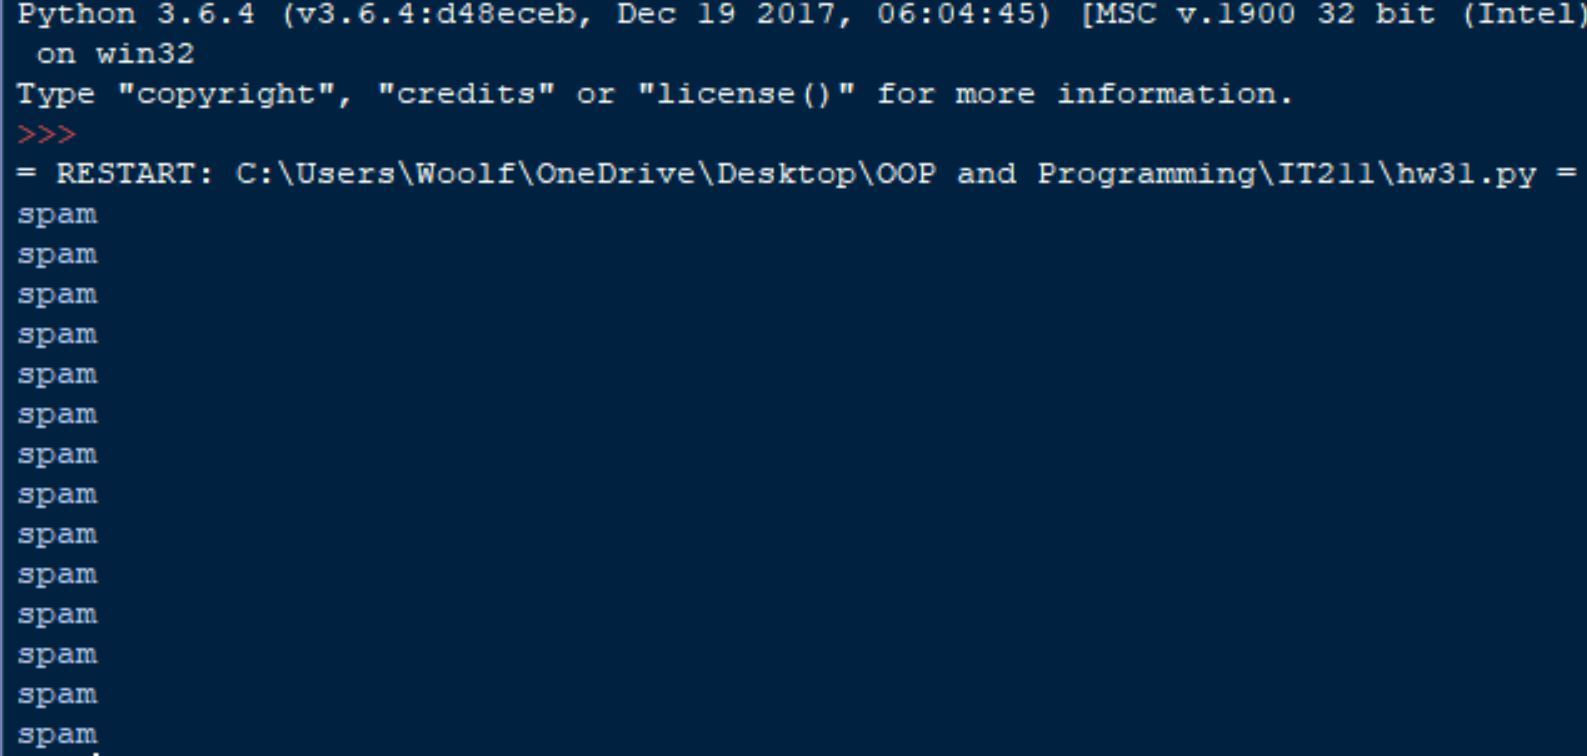 Python 3.6.4 (v3.6.4:d48eceb, Dec 19 2017, 06:04:45) [MSC v.1900 32 bit (Intel)
 on win32
Type "copyright", "credits" or "license()" for more information.
>>>
= RESTART: C:\Users\Woolf\OneDrive\Desktop\OOP and Programming\IT211\hw31.py =
spam
spam
spam
spam
spam
spam
spam
spam
spam
spam
spam
spam
spam
spam